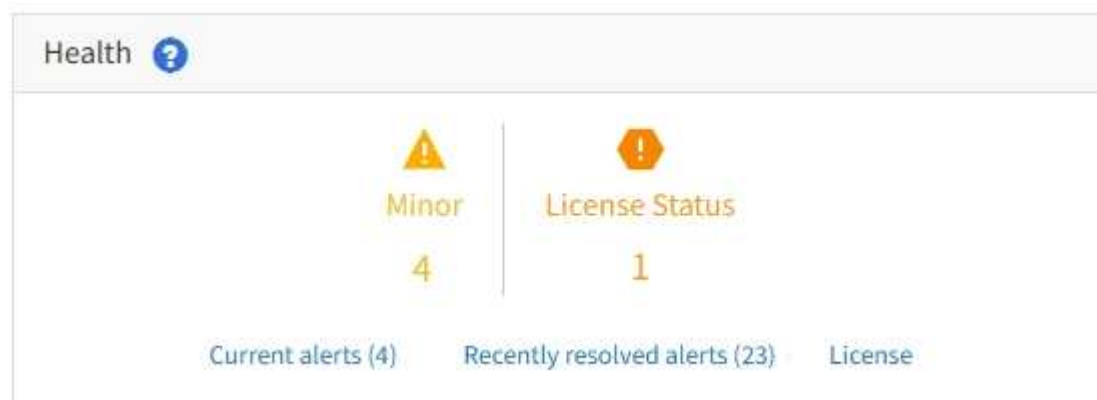 Health
Minor
License Status
4
1
Current alerts (4)
Recently resolved alerts (23)
License